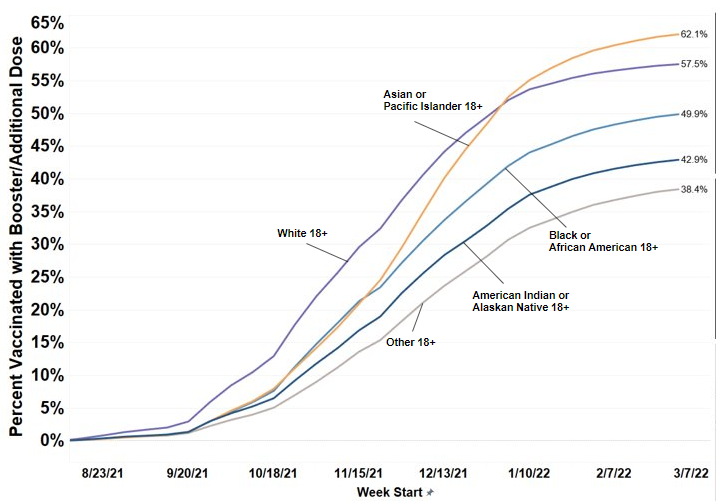 Percent Vaccinated with Booster/Additional Dose
65%
60%
55%
50%
45%
40%
35%
30%
25%
20%
15%
10%
5%
0%
62.1%
57.5%
49.9%
42.9%
38.4%
Asian or
Pacific Islander 18+
White 18+
Black or
African American 18+
American Indian or
Alaskan Native 18+
Other 18+
8/23/21 9/20/21 10/18/21 11/15/21 12/13/21 1/10/22 2/7/22 3/7/22
Week Start